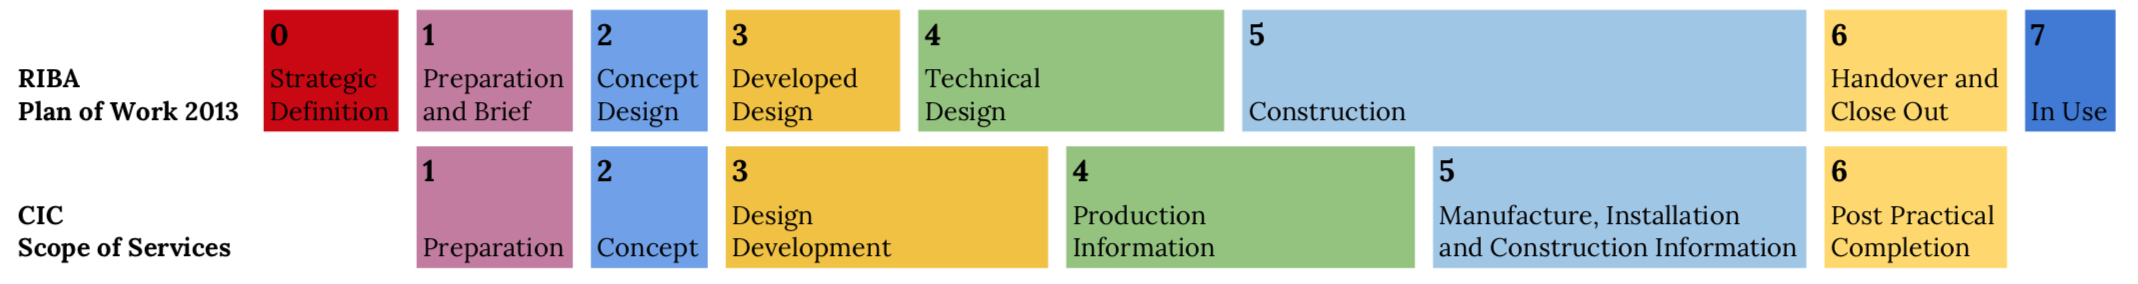 RIBA
Plan of Work 2013
0
Strategic
Definition
1
Preparation
and Brief
2
Concept
Design
3
Developed
Design
4
Technical
Design
5
Construction
6
Handover and
Close Out
7
In Use
CIC
Scope of Services
1
Preparation
2
Concept
3
Design
Development
4
Production
Information
5
Manufacture, Installation
and Construction Information
6
Post Practical
Completion